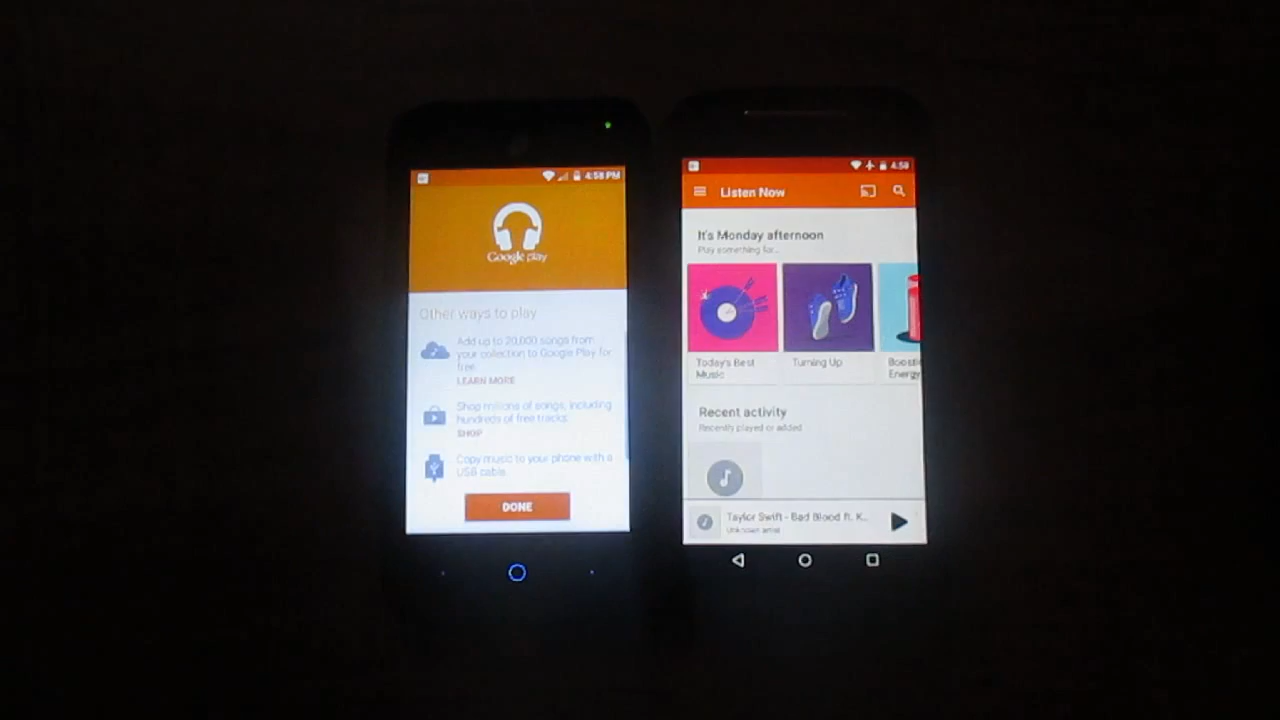 4:58 PM
Google play
Other ways to play
Add up to 20,000 songs from
your collection to Google Play for
free.
LEARN MORE
Shop millions of songs, including
hundreds of free tracks.
SHOP
Copy music to your phone with a
USB cable.
DONE
4:59
Listen Now
It's Monday afternoon
Play something for...
Today's Best
Music
Turning Up
Boosti
Energy
Recent activity
Recently played or added
Taylor Swift - Bad Blood ft. K...
Unknown artist